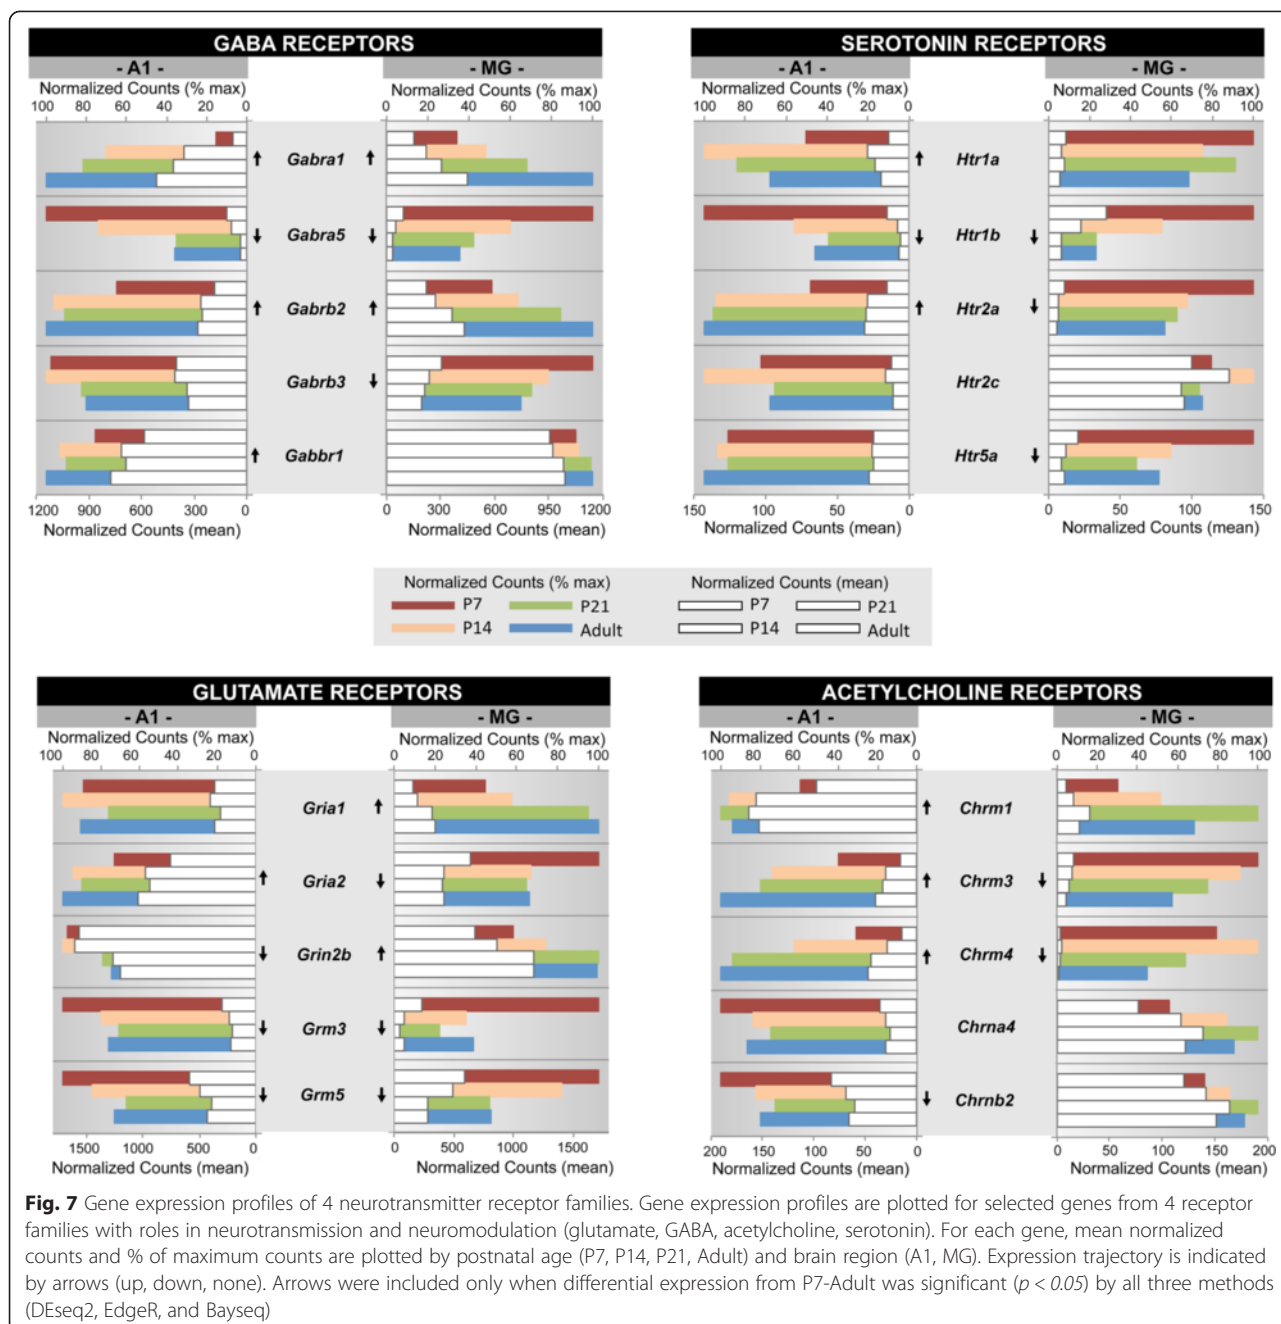 GABA RECEPTORS
- A1 -
- MG -
Normalized Counts (% max)
Normalized Counts (% max)
100 80 60 40 20 0
0 20 40 60 80 100
Gabra1
Gabra5
Gabrb2
Gabrb3
Gabbr1
1200 900 600 300 0
0 300 600 950 1200
Normalized Counts (mean)
Normalized Counts (mean)
SEROTONIN RECEPTORS
- A1 -
- MG -
Normalized Counts (% max)
Normalized Counts (% max)
100 80 60 40 20 0
0 20 40 60 80 100
Htr1a
Htr1b
Htr2a
Htr2c
Htr5a
150 100 50 0
0 50 100 150
Normalized Counts (mean)
Normalized Counts (mean)
Normalized Counts (% max)
Normalized Counts (mean)
P7 P21 P7 P21
P14 Adult P14 Adult
GLUTAMATE RECEPTORS
- A1 -
- MG -
Normalized Counts (% max)
Normalized Counts (% max)
100 80 60 40 20 0
0 20 40 60 80 100
Gria1
Gria2
Grin2b
Grm3
Grm5
1500 1000 500 0
0 500 1000 1500
Normalized Counts (mean)
Normalized Counts (mean)
ACETYLCHOLINE RECEPTORS
- A1 -
- MG -
Normalized Counts (% max)
Normalized Counts (% max)
100 80 60 40 20 0
0 20 40 60 80 100
Chrm1
Chrm3
Chrm4
Chrna4
Chrnb2
200 150 100 50 0
0 50 100 150 200
Normalized Counts (mean)
Normalized Counts (mean)
Fig. 7 Gene expression profiles of 4 neurotransmitter receptor families. Gene expression profiles are plotted for selected genes from 4 receptor
families with roles in neurotransmission and neuromodulation (glutamate, GABA, acetylcholine, serotonin). For each gene, mean normalized
counts and % of maximum counts are plotted by postnatal age (P7, P14, P21, Adult) and brain region (A1, MG). Expression trajectory is indicated
by arrows (up, down, none). Arrows were included only when differential expression from P7-Adult was significant (p < 0.05) by all three methods
(DEseq2, EdgeR, and Bayseq)